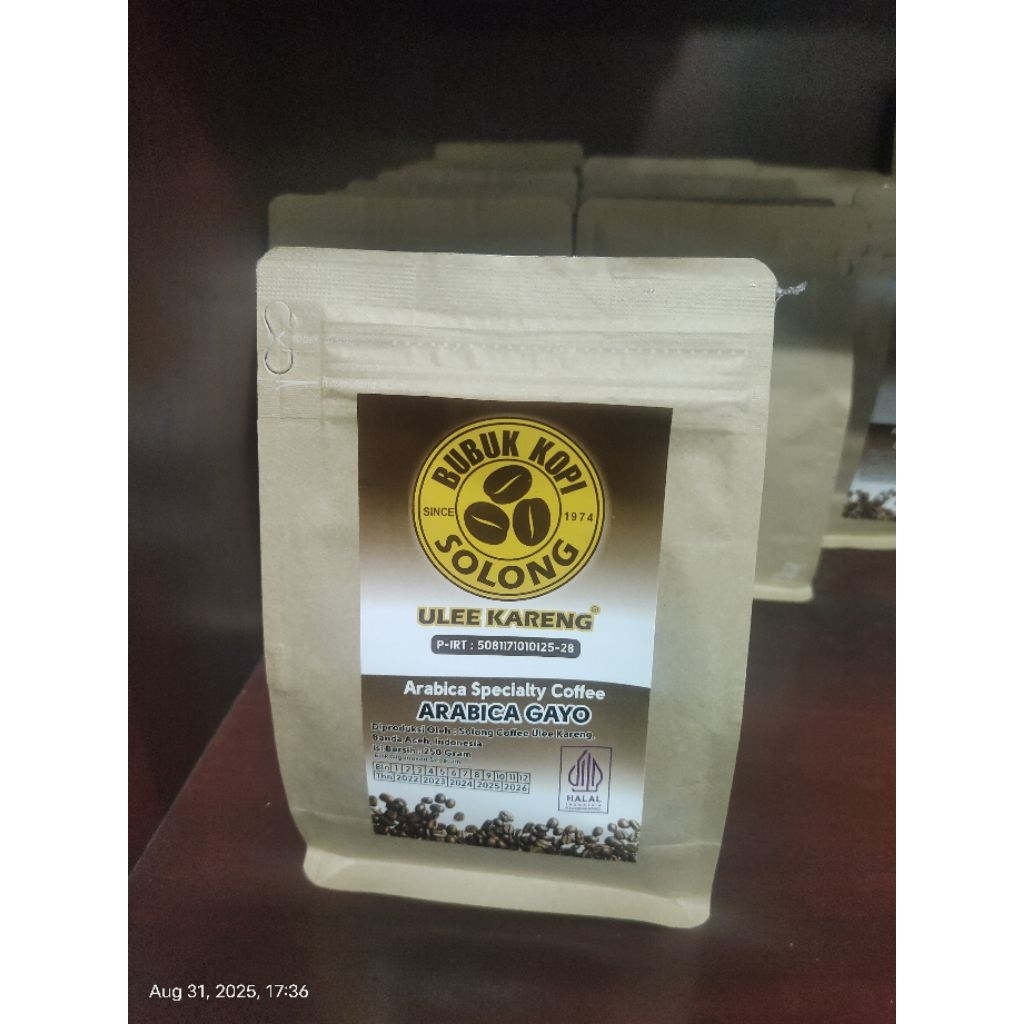 BUBUK KOPI
SINCE 1974
SOLONG
ULEE KARENG®
P-IRT : 5081171010125-28
Arabica Specialty Coffee
ARABICA GAYO
Diproduksi Oleh : Solong Coffee Ulee Kareng,
Banda Aceh, Indonesia
Isi Bersih : 250 Gram
Bln 1 2 3 4 5 6 7 8 9 10 11 12
Thn 2022 2023 2024 2025 2026
HALAL
INDONESIA
Aug 31, 2025, 17:36